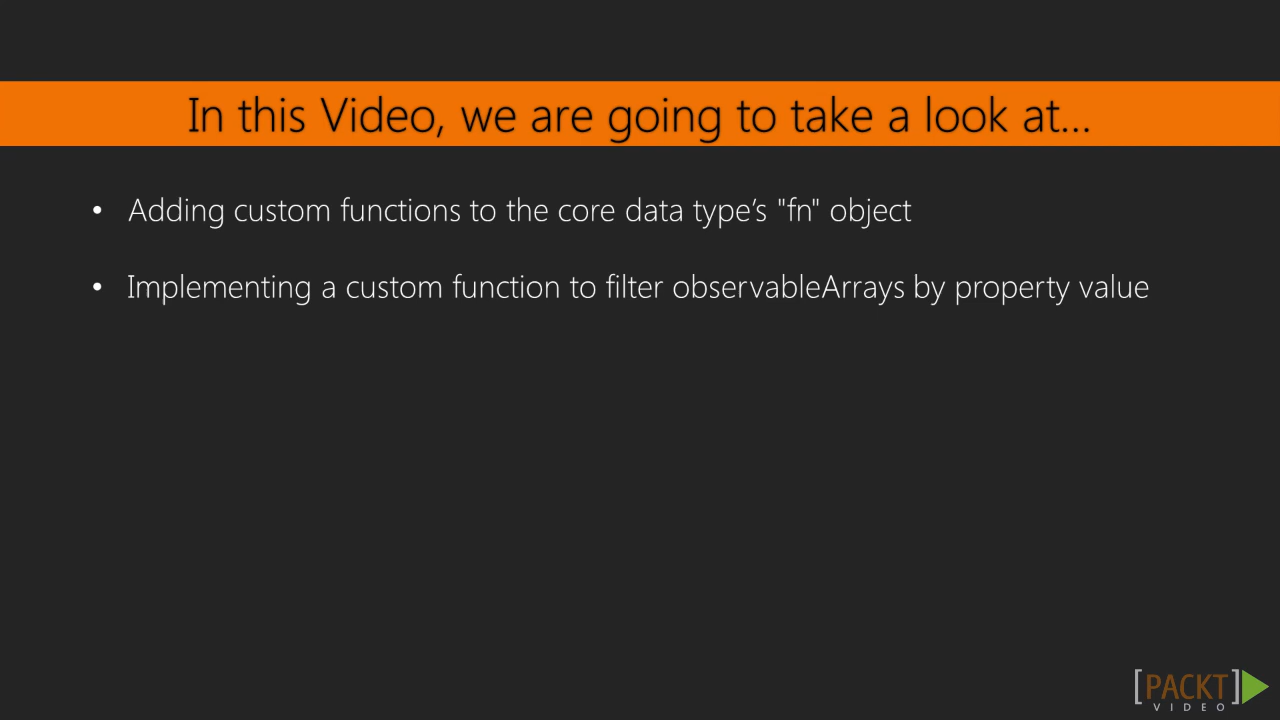 In this Video, we are going to take a look at...
• Adding custom functions to the core data type’s "fn" object
• Implementing a custom function to filter observableArrays by property value
[PACKT]
VIDEO